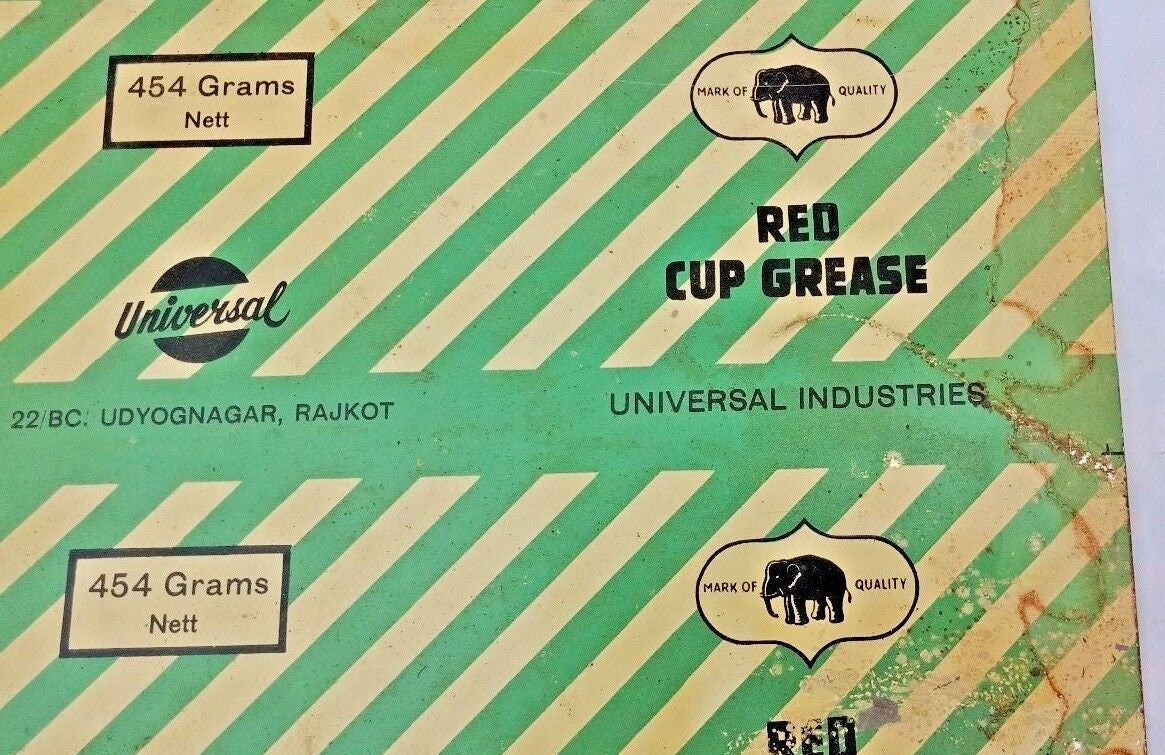 454 Grams
Nett
MARK OF QUALITY
RED
CUP GREASE
Universal
22/BC. UDYOGNAGAR, RAJKOT
UNIVERSAL INDUSTRIES
454 Grams
Nett
MARK OF QUALITY
RED